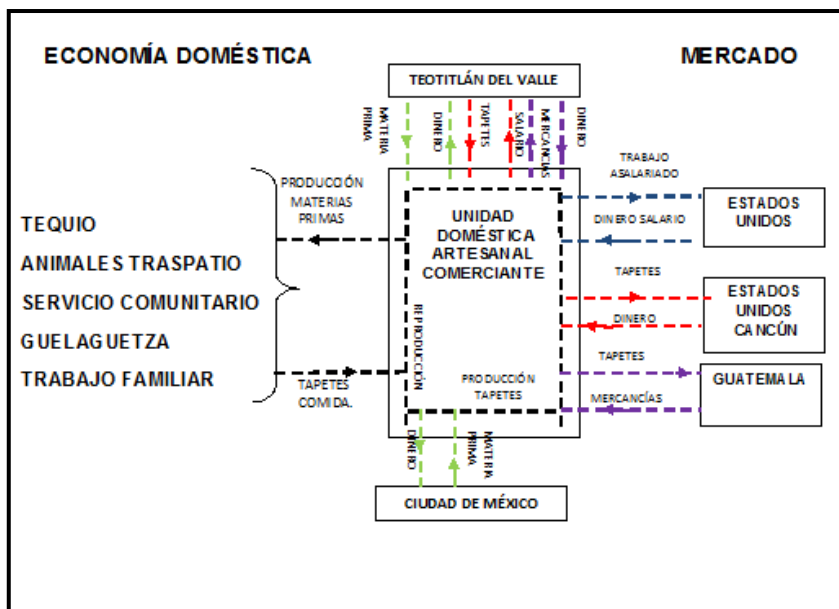 ECONOMÍA DOMÉSTICA
MERCADO
TEOTITLÁN DEL VALLE
MATERIA
PRIMA
DINERO
TAPETES
SALARIO
MERCANCÍAS
DINERO
PRODUCCIÓN
MATERIAS
PRIMAS
TEQUIO
ANIMALES TRASPATIO
SERVICIO COMUNITARIO
GUELAGUETZA
TRABAJO FAMILIAR
TAPETES
COMIDA.
UNIDAD
DOMÉSTICA
ARTESANAL
COMERCIANTE
REPRODUCCIÓN
PRODUCCIÓN
TAPETES
TRABAJO
ASALARIADO
DINERO SALARIO
ESTADOS
UNIDOS
TAPETES
DINERO
ESTADOS
UNIDOS
CANCÚN
TAPETES
MERCANCÍAS
GUATEMALA
DINERO
MATERIA
PRIMA
CIUDAD DE MÉXICO